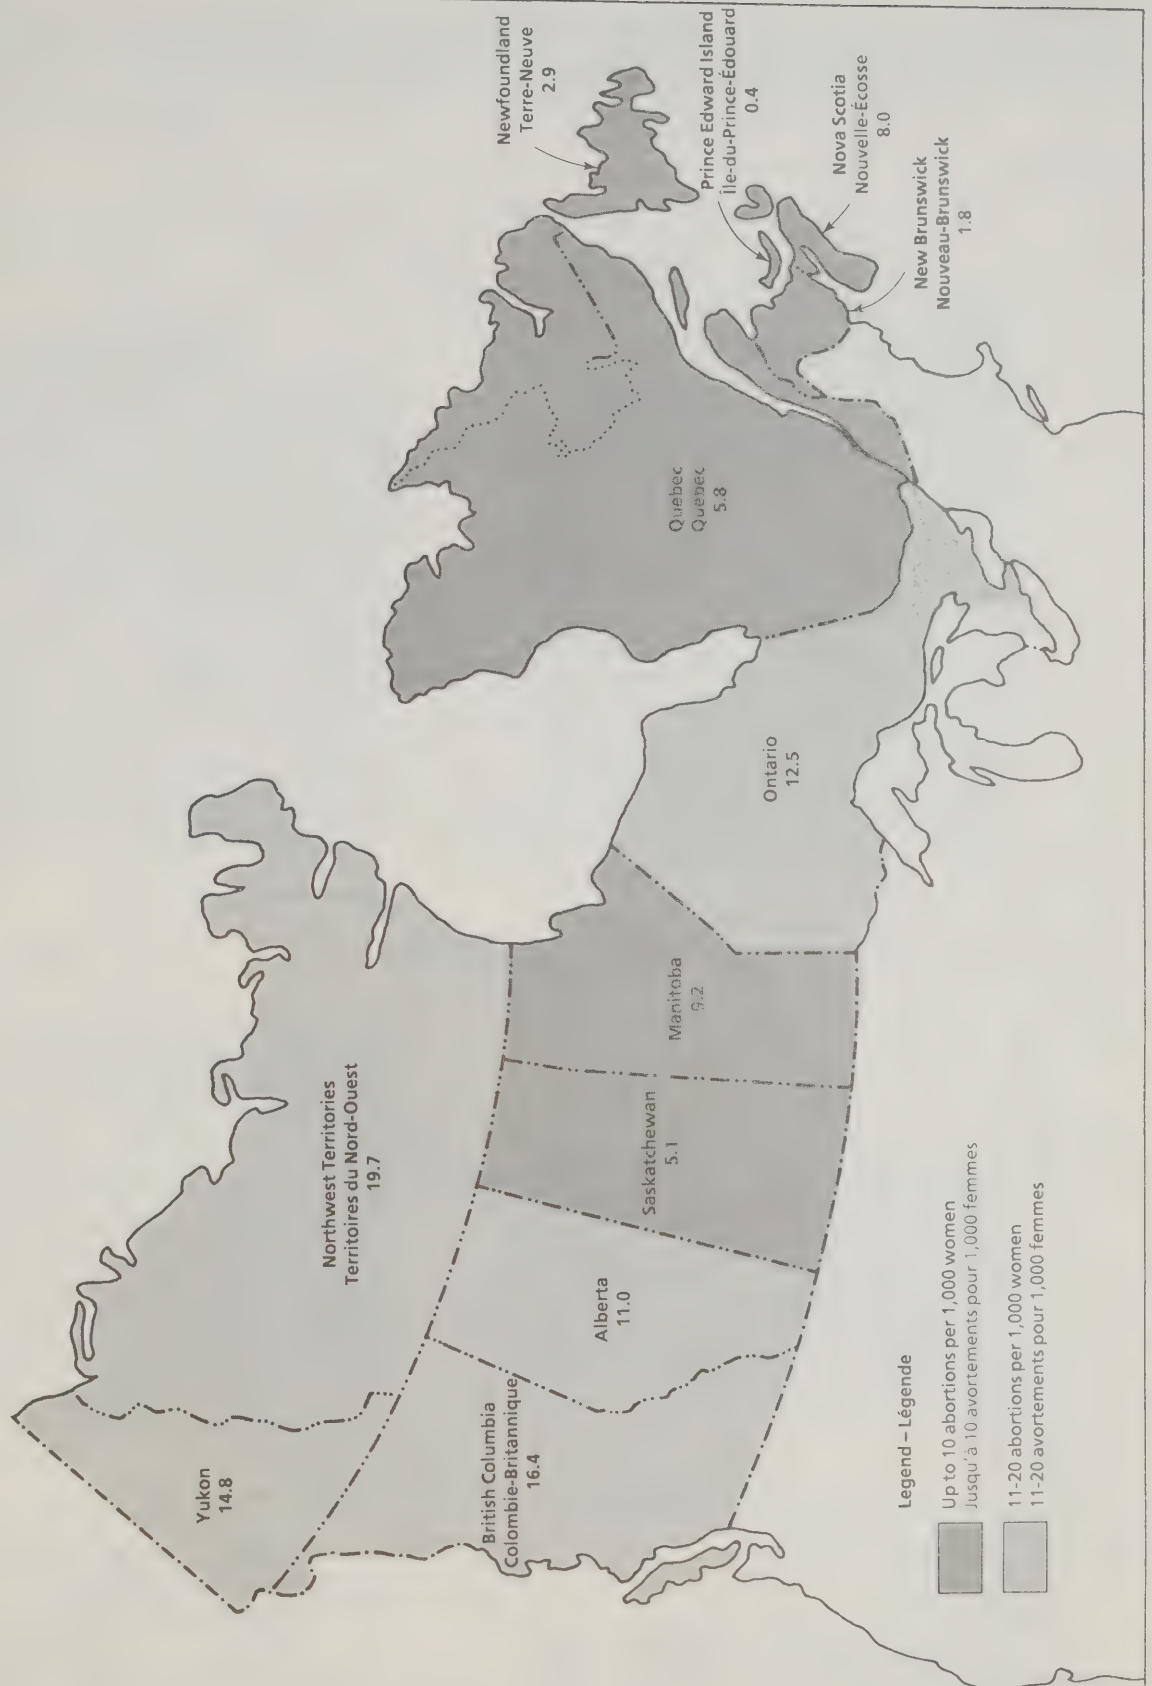 Yukon
14.8
Northwest Territories
Territoires du Nord-Ouest
19.7
British Columbia
Colombie-Britannique
16.4
Alberta
11.0
Saskatchewan
5.1
Manitoba
9.2
Ontario
12.5
Quebec
Québec
5.8
Newfoundland
Terre-Neuve
2.9
Prince Edward Island
Île-du-Prince-Édouard
0.4
Nova Scotia
Nouvelle-Écosse
8.0
New Brunswick
Nouveau-Brunswick
1.8
Legend – Légende
Up to 10 abortions per 1,000 women
Jusqu'à 10 avortements pour 1,000 femmes
11-20 abortions per 1,000 women
11-20 avortements pour 1,000 femmes